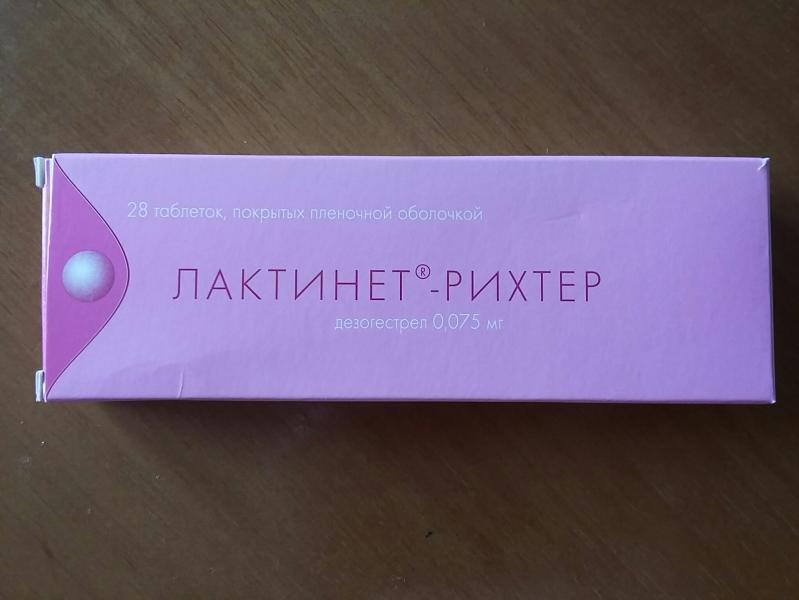 28 таблеток, покрытых пленочной оболочкой
ЛАКТИНЕТ®-РИХТЕР
дезогестрел 0,075 мг